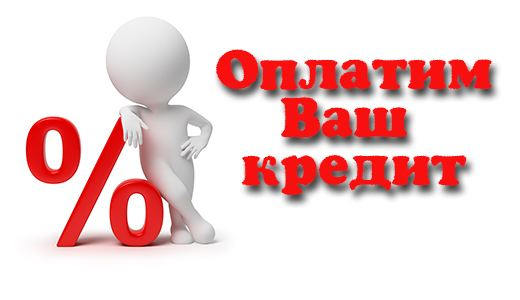 %
Оплатим
Ваш
кредит